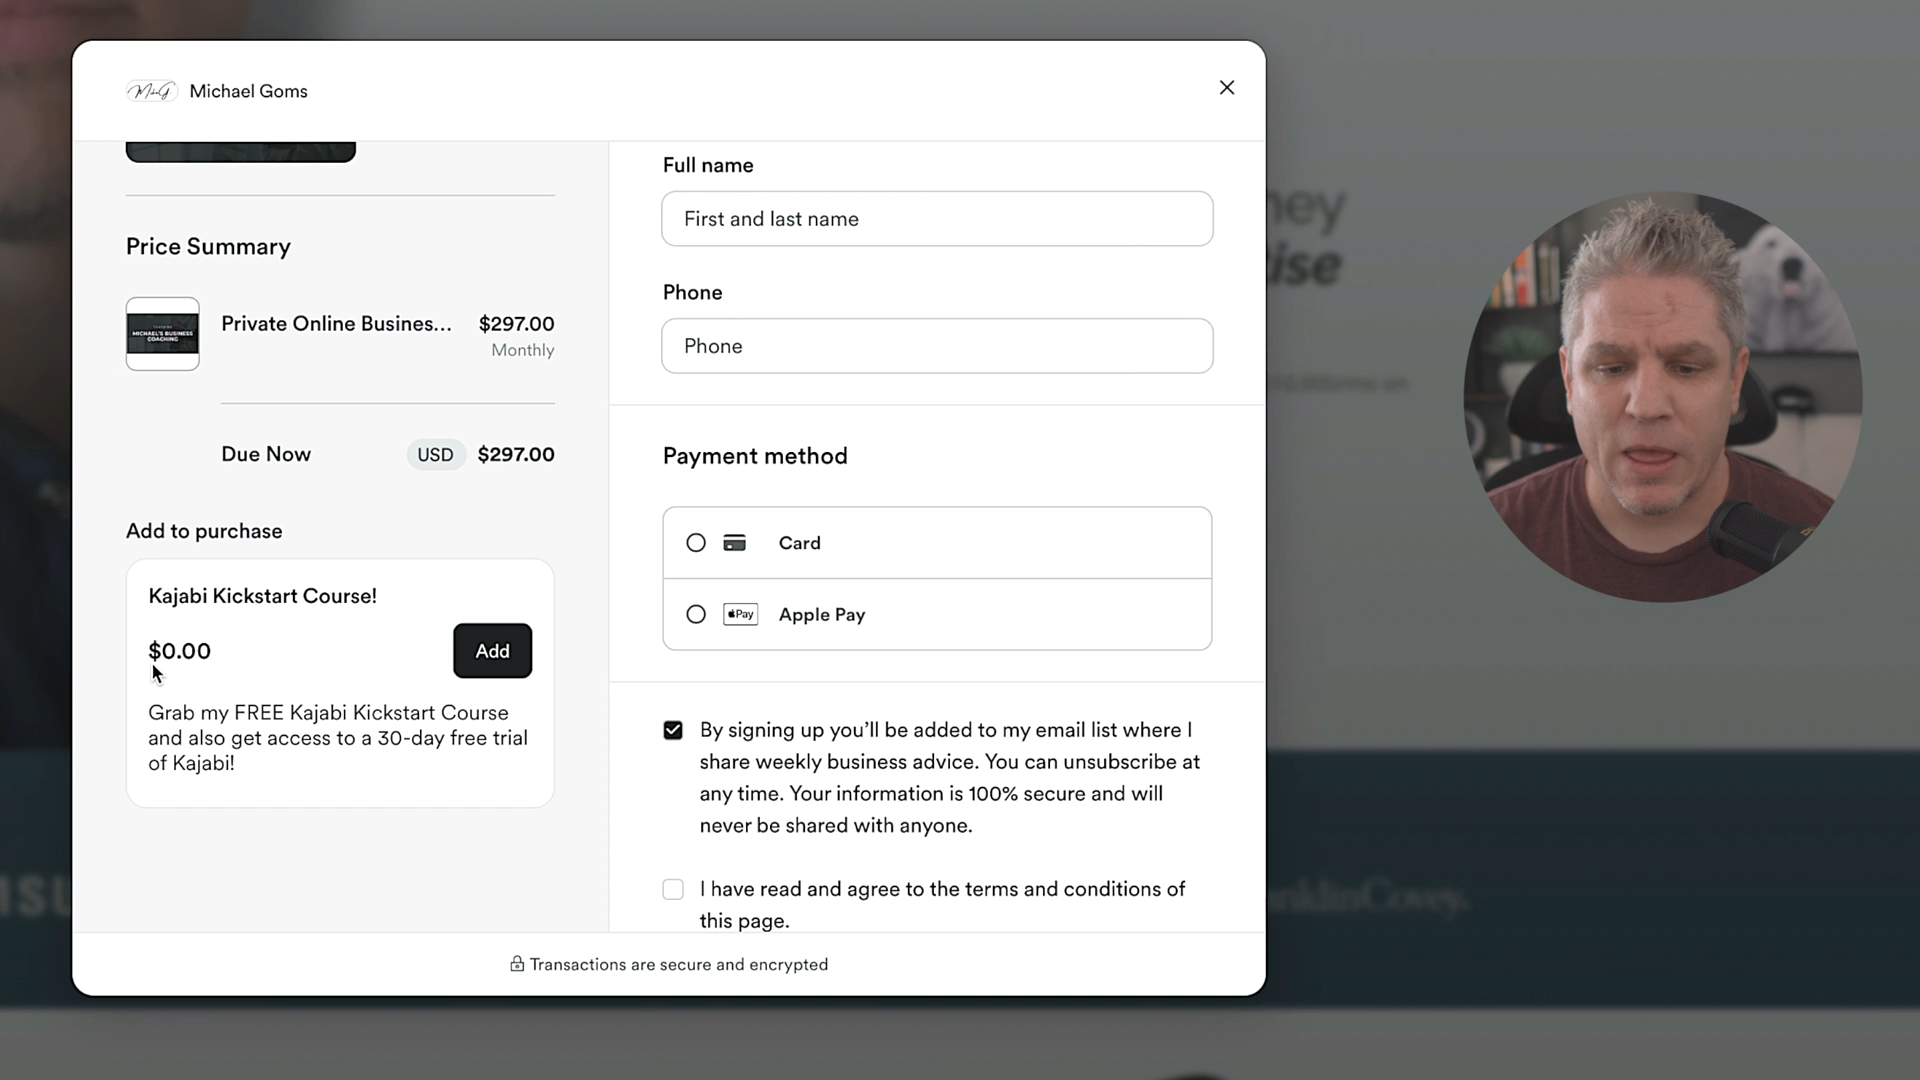 Michael Goms
Price Summary
MICHAEL'S BUSINESS
COACHING
Private Online Busines... $297.00
Monthly
Due Now USD $297.00
Add to purchase
Kajabi Kickstart Course!
$0.00 Add
Grab my FREE Kajabi Kickstart Course
and also get access to a 30-day free trial
of Kajabi!
Full name
First and last name
Phone
Phone
Payment method
Card
Pay Apple Pay
By signing up you’ll be added to my email list where I
share weekly business advice. You can unsubscribe at
any time. Your information is 100% secure and will
never be shared with anyone.
I have read and agree to the terms and conditions of
this page.
Transactions are secure and encrypted